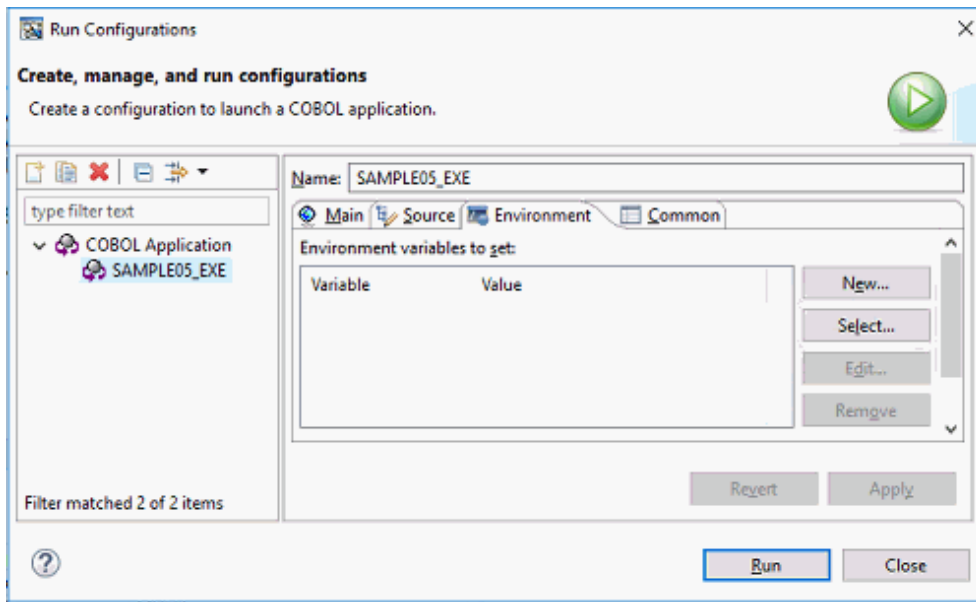 Run Configurations
Create, manage, and run configurations
Create a configuration to launch a COBOL application.
type filter text
COBOL Application
SAMPLE05_EXE
Filter matched 2 of 2 items
Name: SAMPLE05_EXE
Main Source Environment Common
Environment variables to set:
Variable Value
New...
Select...
Edit...
Remove
Revert Apply
?
Run Close